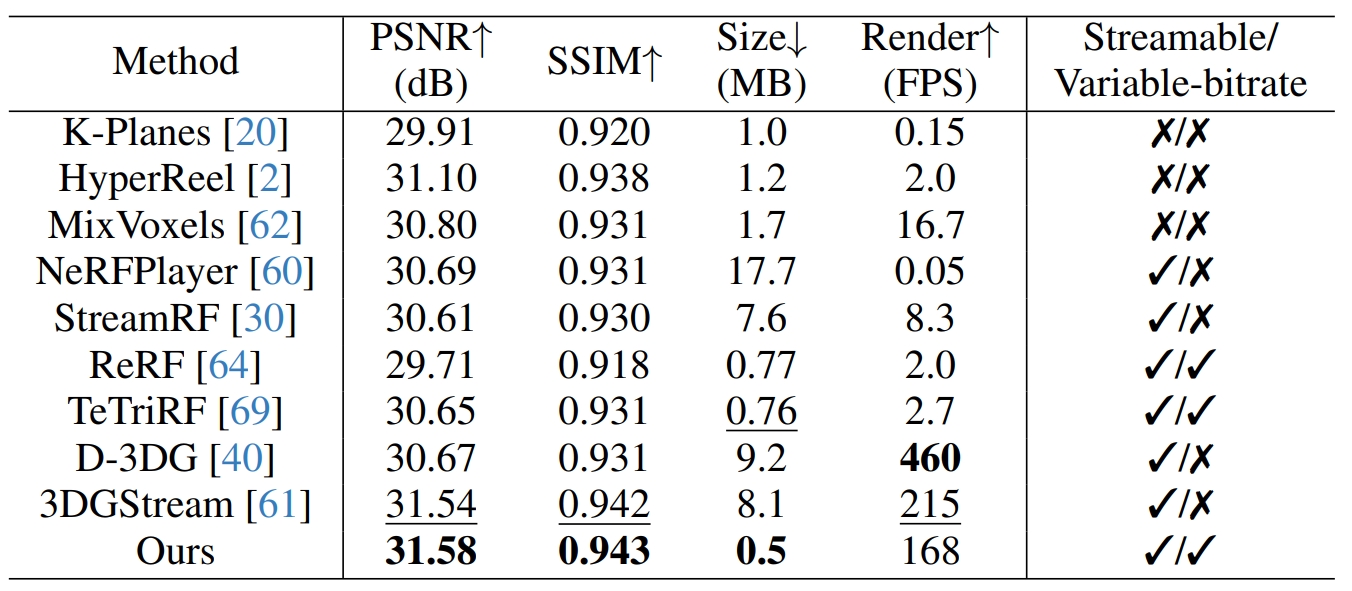 Method PSNR↑ (dB) SSIM↑ Size↓ (MB) Render↑ (FPS) Streamable/ Variable-bitrate
K-Planes [20] 29.91 0.920 1.0 0.15 ✗/✗
HyperReel [2] 31.10 0.938 1.2 2.0 ✗/✗
MixVoxels [62] 30.80 0.931 1.7 16.7 ✗/✗
NeRFPlayer [60] 30.69 0.931 17.7 0.05 ✓/✗
StreamRF [30] 30.61 0.930 7.6 8.3 ✓/✗
ReRF [64] 29.71 0.918 0.77 2.0 ✓/✓
TeTriRF [69] 30.65 0.931 0.76 2.7 ✓/✓
D-3DG [40] 30.67 0.931 9.2 460 ✓/✗
3DGStream [61] 31.54 0.942 8.1 215 ✓/✗
Ours 31.58 0.943 0.5 168 ✓/✓